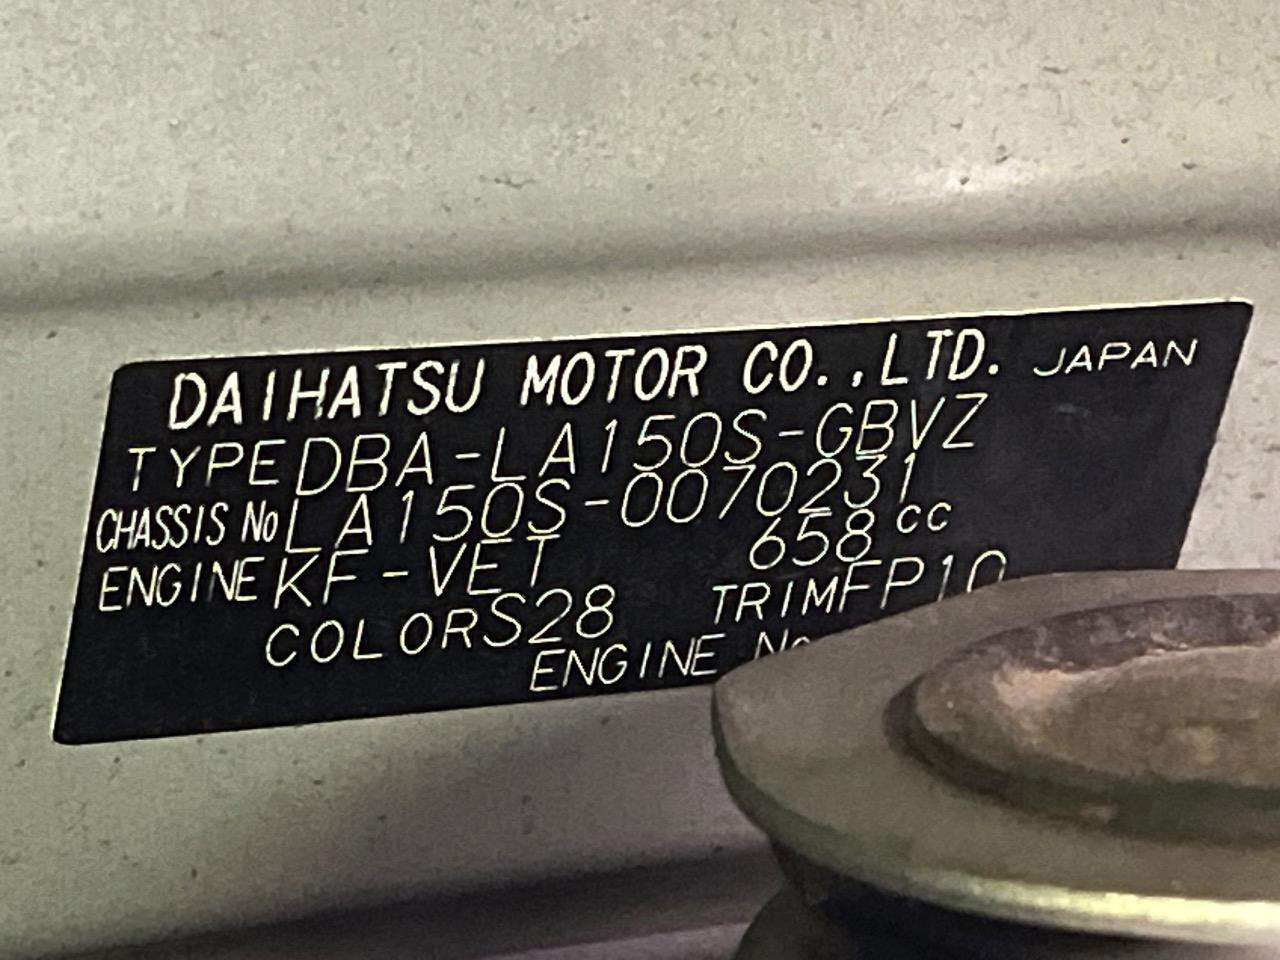 DAIHATSU MOTOR CO.,LTD. JAPAN
TYPE DBA-LA150S-GBVZ
CHASSIS No LA150S-0070231
ENGINE KF-VET 658 cc
COLOR S28 TRIM FP10
ENGINE No.